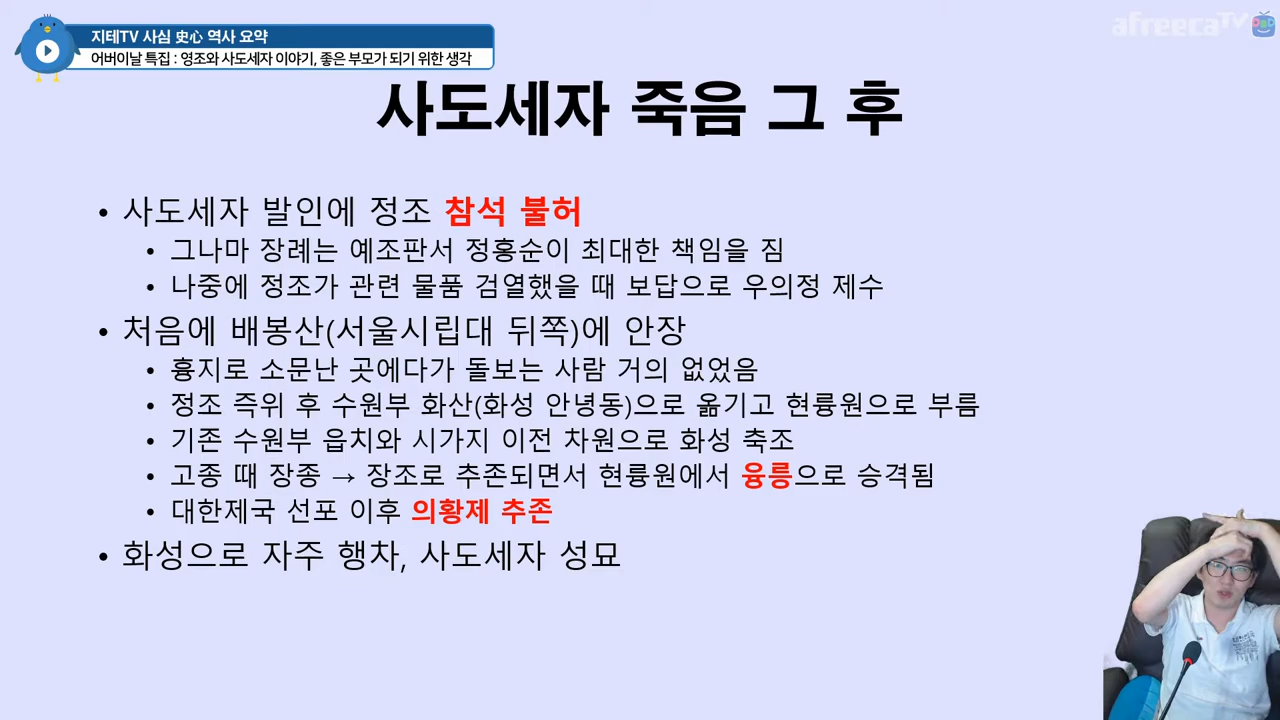 지테TV 사심 史心 역사 요약
어버이날 특집 : 영조와 사도세자 이야기, 좋은 부모가 되기 위한 생각
afreecaTV
사도세자 죽음 그 후
• 사도세자 발인에 정조 참석 불허
• 그나마 장례는 예조판서 정홍순이 최대한 책임을 짐
• 나중에 정조가 관련 물품 검열했을 때 보답으로 우의정 제수
• 처음에 배봉산(서울시립대 뒤쪽)에 안장
• 흉지로 소문난 곳에다가 돌보는 사람 거의 없었음
• 정조 즉위 후 수원부 화산(화성 안녕동)으로 옮기고 현륭원으로 부름
• 기존 수원부 읍치와 시가지 이전 차원으로 화성 축조
• 고종 때 장종 → 장조로 추존되면서 현륭원에서 융릉으로 승격됨
• 대한제국 선포 이후 의황제 추존
• 화성으로 자주 행차, 사도세자 성묘